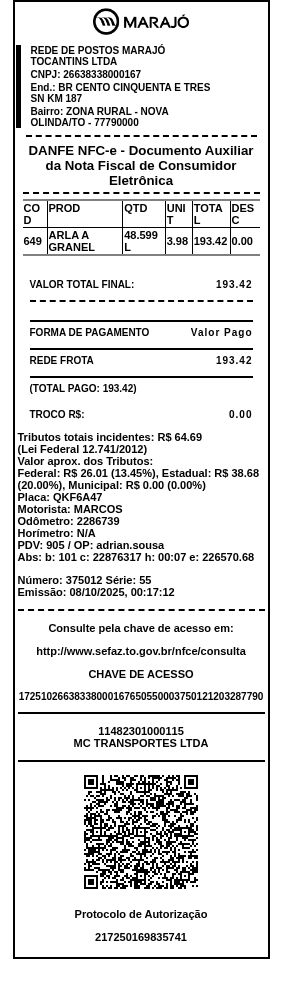 MARAJÓ
REDE DE POSTOS MARAJÓ
TOCANTINS LTDA
CNPJ: 26638338000167
End.: BR CENTO CINQUENTA E TRES
SN KM 187
Bairro: ZONA RURAL - NOVA
OLINDA/TO - 77790000
DANFE NFC-e - Documento Auxiliar
da Nota Fiscal de Consumidor
Eletrônica
COD PROD QTD UNIT TOTAL DESC
649 ARLA A GRANEL 48.599 L 3.98 193.42 0.00
VALOR TOTAL FINAL: 193.42
FORMA DE PAGAMENTO Valor Pago
REDE FROTA 193.42
(TOTAL PAGO: 193.42)
TROCO R$: 0.00
Tributos totais incidentes: R$ 64.69
(Lei Federal 12.741/2012)
Valor aprox. dos Tributos:
Federal: R$ 26.01 (13.45%), Estadual: R$ 38.68
(20.00%), Municipal: R$ 0.00 (0.00%)
Placa: QKF6A47
Motorista: MARCOS
Odômetro: 2286739
Horímetro: N/A
PDV: 905 / OP: adrian.sousa
Abs: b: 101 c: 22876317 h: 00:07 e: 226570.68
Número: 375012 Série: 55
Emissão: 08/10/2025, 00:17:12
Consulte pela chave de acesso em:
http://www.sefaz.to.gov.br/nfce/consulta
CHAVE DE ACESSO
17251026638338000167650550003750121203287790
11482301000115
MC TRANSPORTES LTDA
Protocolo de Autorização
217250169835741